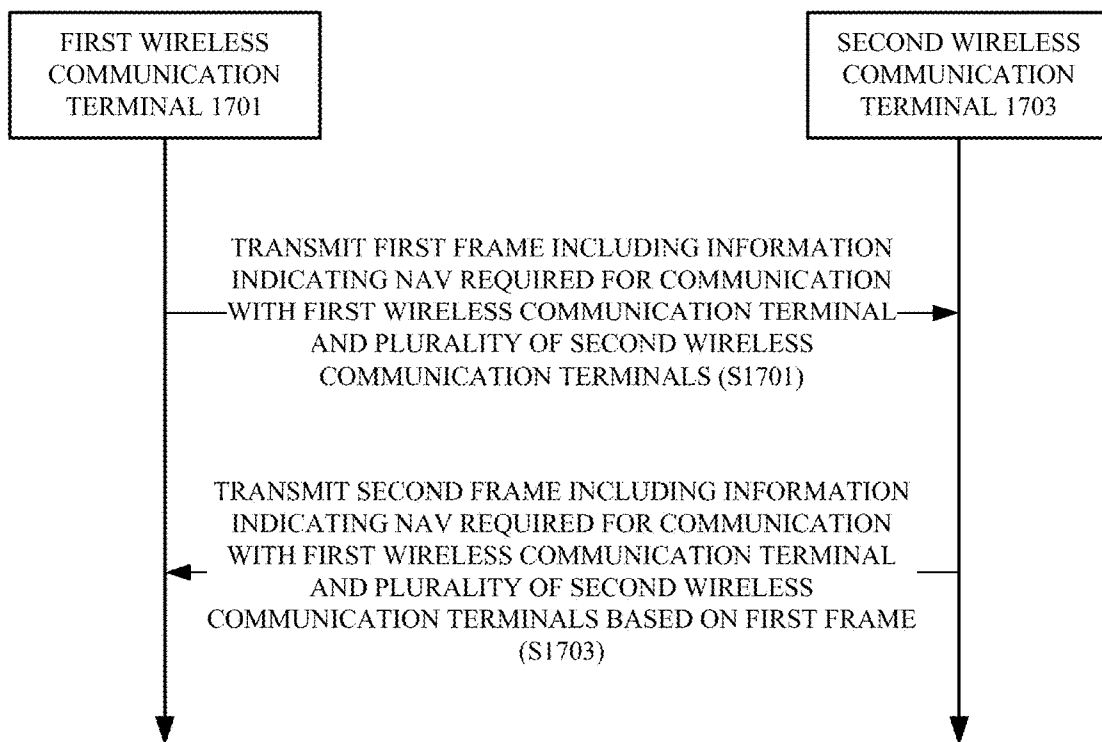 FIRST WIRELESS
COMMUNICATION
TERMINAL 1701
SECOND WIRELESS
COMMUNICATION
TERMINAL 1703
TRANSMIT FIRST FRAME INCLUDING INFORMATION
INDICATING NAV REQUIRED FOR COMMUNICATION
WITH FIRST WIRELESS COMMUNICATION TERMINAL
AND PLURALITY OF SECOND WIRELESS
COMMUNICATION TERMINALS (S1701)
TRANSMIT SECOND FRAME INCLUDING INFORMATION
INDICATING NAV REQUIRED FOR COMMUNICATION
WITH FIRST WIRELESS COMMUNICATION TERMINAL
AND PLURALITY OF SECOND WIRELESS
COMMUNICATION TERMINALS BASED ON FIRST FRAME
(S1703)